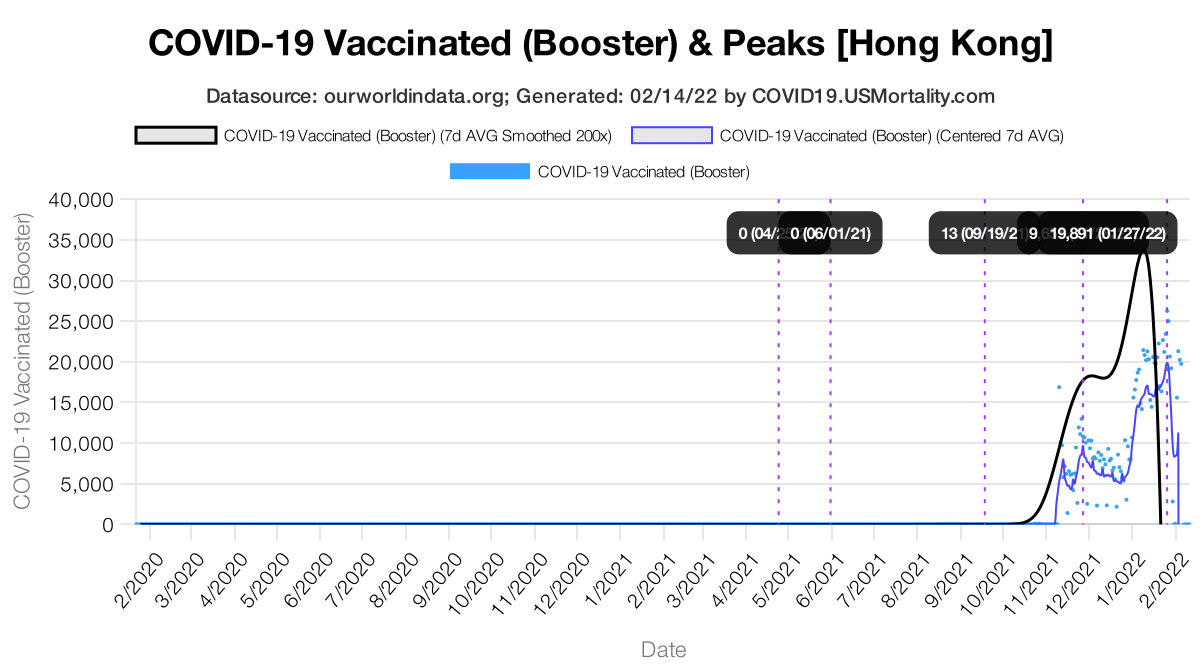 COVID-19 Vaccinated (Booster) & Peaks [Hong Kong]
Datasource: ourworldindata.org; Generated: 02/14/22 by COVID19.USMortality.com
COVID-19 Vaccinated (Booster) (7d AVG Smoothed 200x) COVID-19 Vaccinated (Booster) (Centered 7d AVG)
COVID-19 Vaccinated (Booster)
COVID-19 Vaccinated (Booster)
40,000
35,000
30,000
25,000
20,000
15,000
10,000
5,000
0
0 (04/ 0 (06/01/21) 13 (09/19/21 9, 19,891 (01/27/22)
2/2020 3/2020 4/2020 5/2020 6/2020 7/2020 8/2020 9/2020 10/2020 11/2020 12/2020 1/2021 2/2021 3/2021 4/2021 5/2021 6/2021 7/2021 8/2021 9/2021 10/2021 11/2021 12/2021 1/2022 2/2022
Date